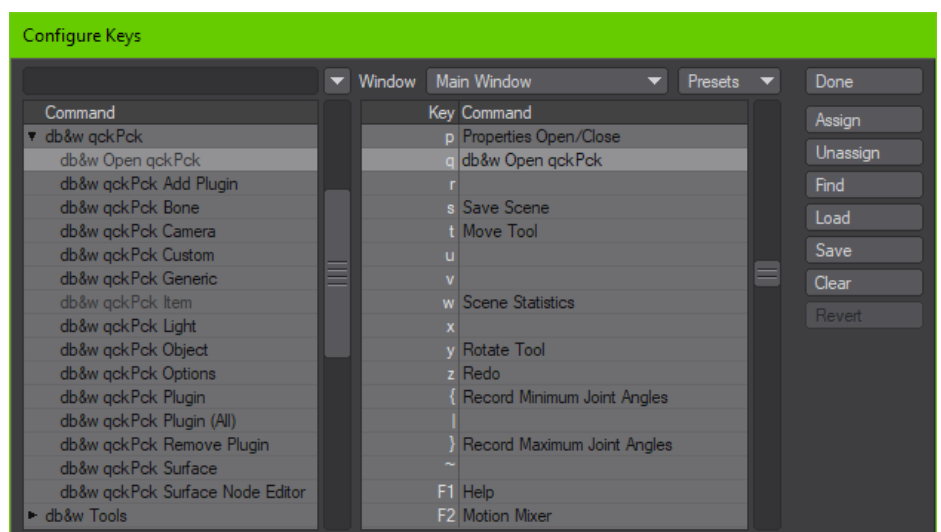 Configure Keys
Window Main Window Presets Done
Command
db&w qckPck
db&w Open qckPck
db&w qckPck Add Plugin
db&w qckPck Bone
db&w qckPck Camera
db&w qckPck Custom
db&w qckPck Generic
db&w qckPck Item
db&w qckPck Light
db&w qckPck Object
db&w qckPck Options
db&w qckPck Plugin
db&w qckPck Plugin (All)
db&w qckPck Remove Plugin
db&w qckPck Surface
db&w qckPck Surface Node Editor
db&w Tools
Key Command
p Properties Open/Close
q db&w Open qckPck
r
s Save Scene
t Move Tool
u
v
w Scene Statistics
x
y Rotate Tool
z Redo
{ Record Minimum Joint Angles
|
} Record Maximum Joint Angles
~
F1 Help
F2 Motion Mixer
Assign
Unassign
Find
Load
Save
Clear
Revert